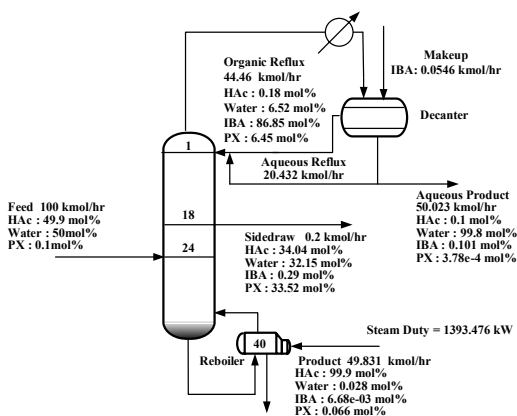 Organic Reflux
44.46 kmol/hr
HAc : 0.18 mol%
Water : 6.52 mol%
IBA : 86.85 mol%
PX : 6.45 mol%
Makeup
IBA: 0.0546 kmol/hr
Decanter
1
Aqueous Reflux
20.432 kmol/hr
Aqueous Product
50.023 kmol/hr
HAc : 0.1 mol%
Water : 99.8 mol%
IBA : 0.101 mol%
PX : 3.78e-4 mol%
Feed 100 kmol/hr
HAc : 49.9 mol%
Water : 50mol%
PX : 0.1mol%
18
Sidedraw 0.2 kmol/hr
HAc : 34.04 mol%
Water : 32.15 mol%
IBA : 0.29 mol%
PX : 33.52 mol%
24
Steam Duty = 1393.476 kW
40
Reboiler
Product 49.831 kmol/hr
HAc : 99.9 mol%
Water : 0.028 mol%
IBA : 6.68e-03 mol%
PX : 0.066 mol%